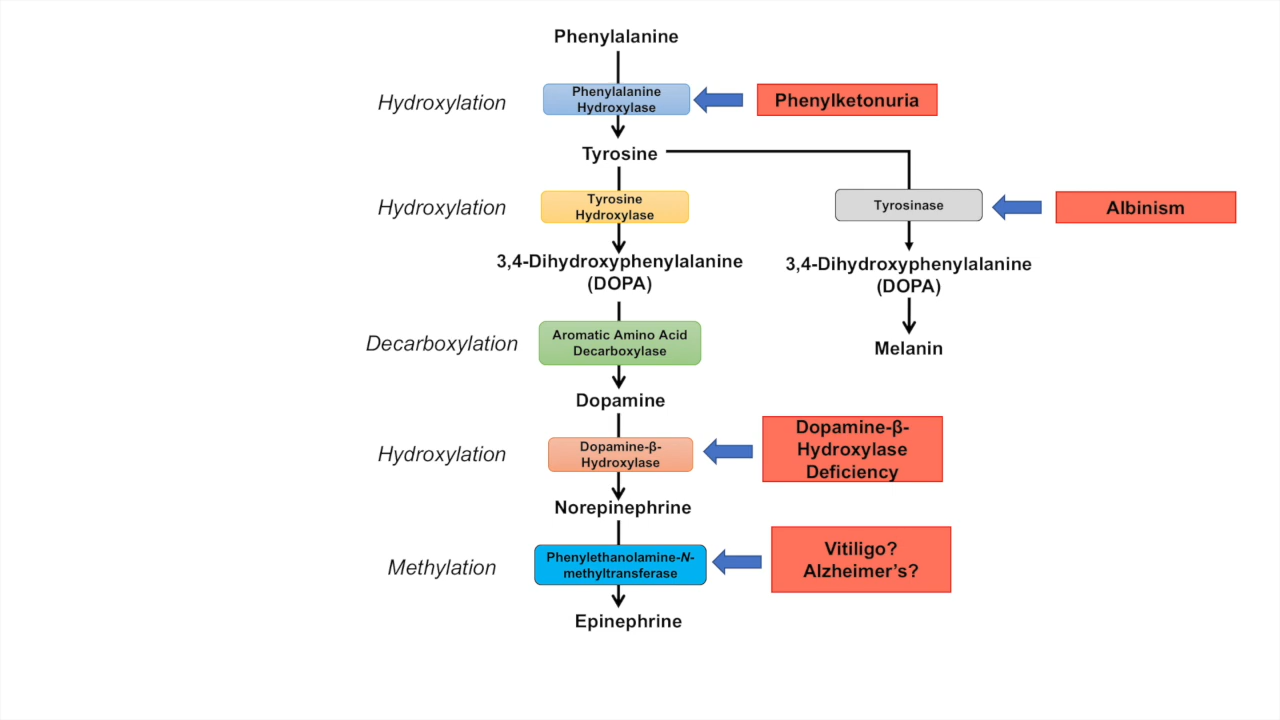 Phenylalanine
Hydroxylation
Phenylalanine
Hydroxylase
Phenylketonuria
Tyrosine
Hydroxylation
Tyrosine
Hydroxylase
Tyrosinase
Albinism
3,4-Dihydroxyphenylalanine
(DOPA)
3,4-Dihydroxyphenylalanine
(DOPA)
Decarboxylation
Aromatic Amino Acid
Decarboxylase
Melanin
Dopamine
Hydroxylation
Dopamine-β-
Hydroxylase
Dopamine-β-
Hydroxylase
Deficiency
Norepinephrine
Methylation
Phenylethanolamine-N-
methyltransferase
Vitiligo?
Alzheimer's?
Epinephrine